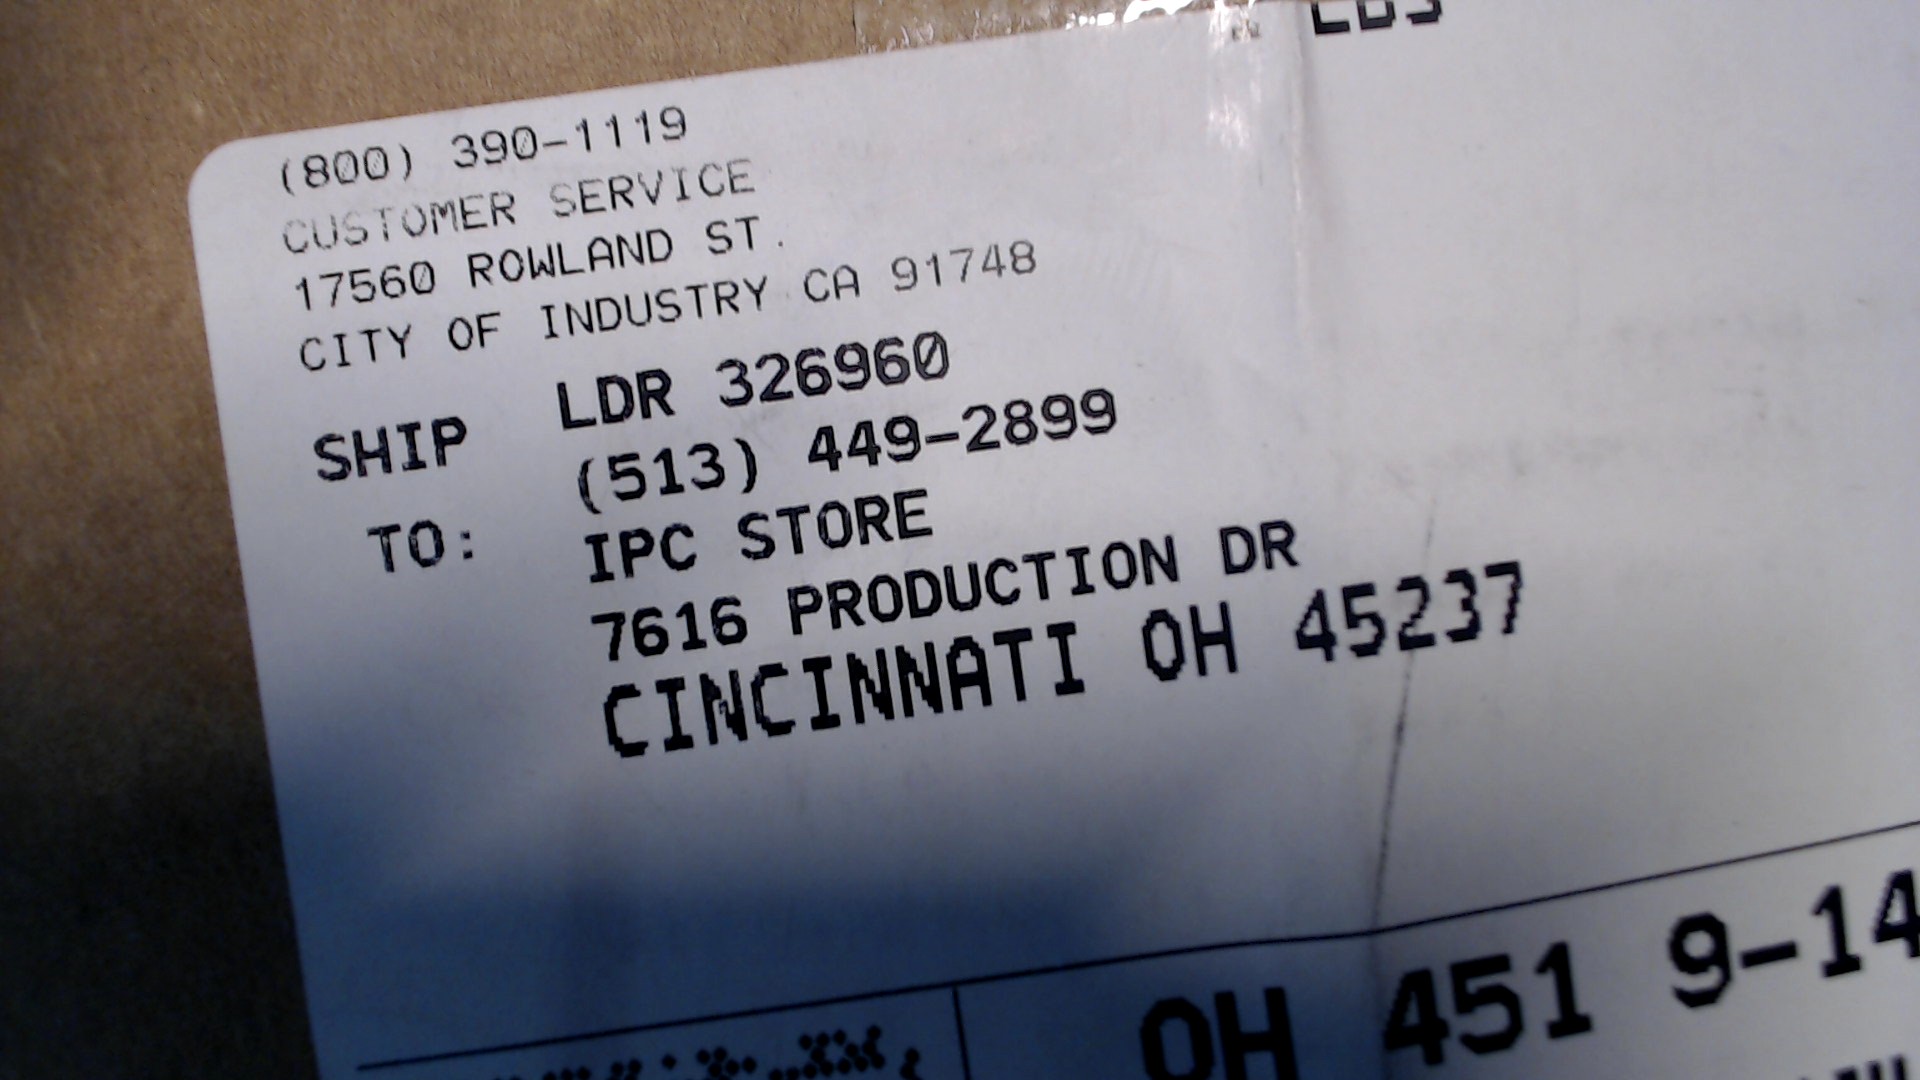 LBS
(800) 390-1119
CUSTOMER SERVICE
17560 ROWLAND ST.
CITY OF INDUSTRY CA 91748
SHIP TO:
LDR 326960
(513) 449-2899
IPC STORE
7616 PRODUCTION DR
CINCINNATI OH 45237
OH 451 9-14